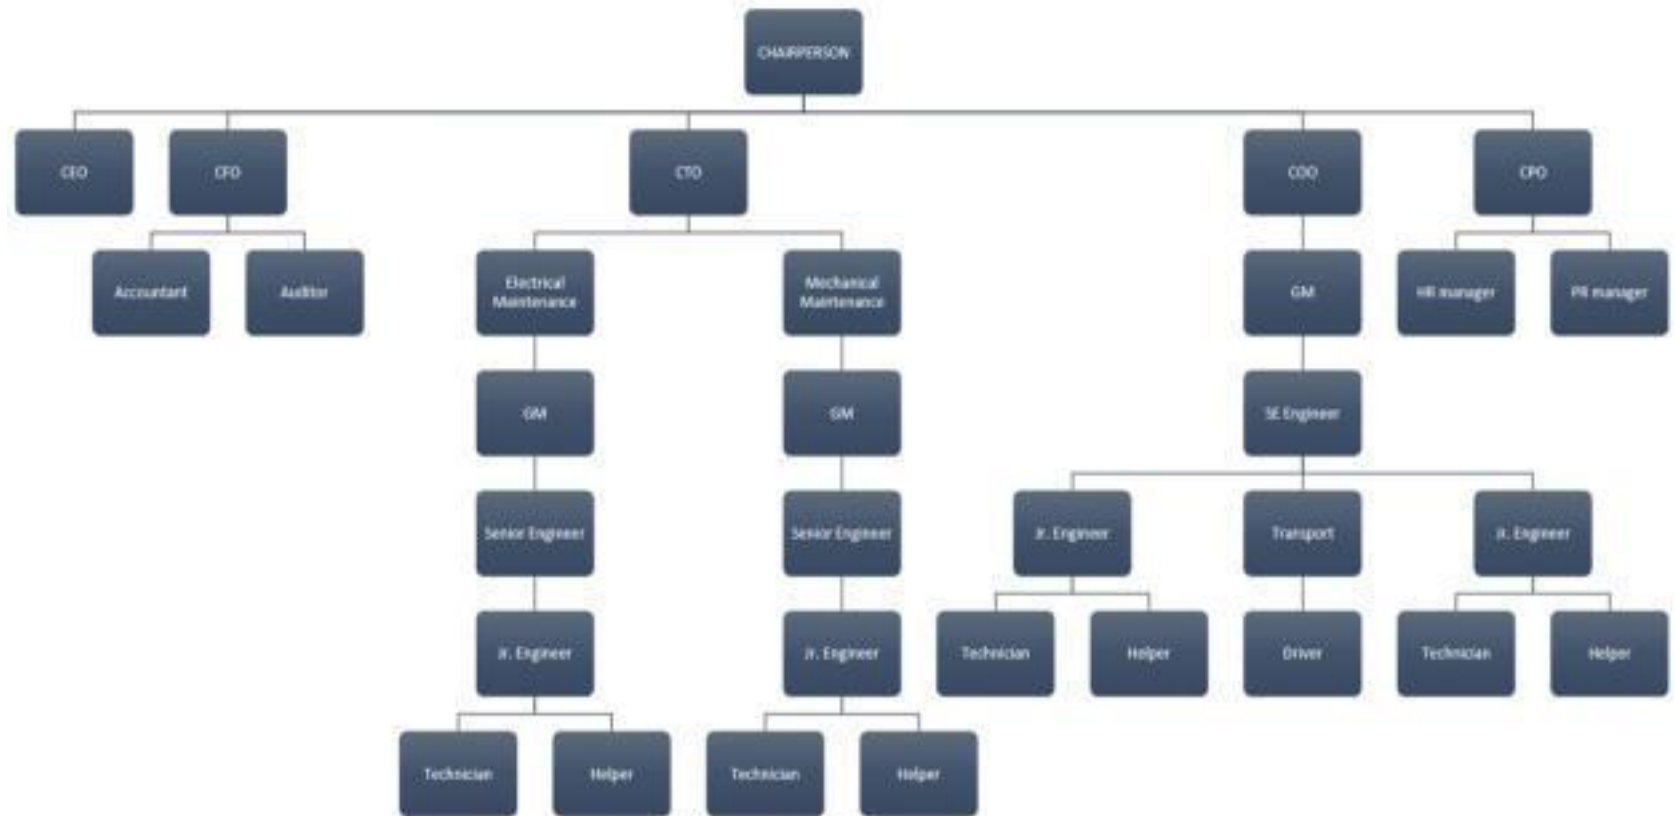 CHAIRPERSON
CEO
CFO
CTO
COO
CPO
Accountant
Auditor
Electrical
Maintenance
Mechanical
Maintenance
GM
HR manager
PR manager
GM
GM
SE Engineer
Senior Engineer
Senior Engineer
Jr. Engineer
Transport
Jr. Engineer
Jr. Engineer
Jr. Engineer
Technician
Helper
Driver
Technician
Helper
Technician
Helper
Technician
Helper